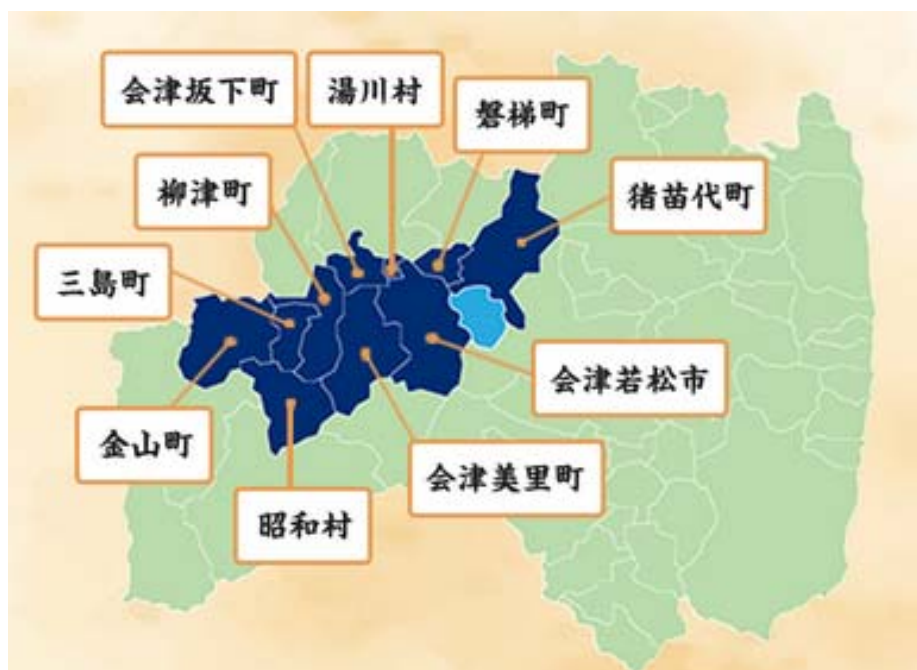 会津坂下町
湯川村
磐梯町
柳津町
猪苗代町
三島町
会津若松市
金山町
会津美里町
昭和村